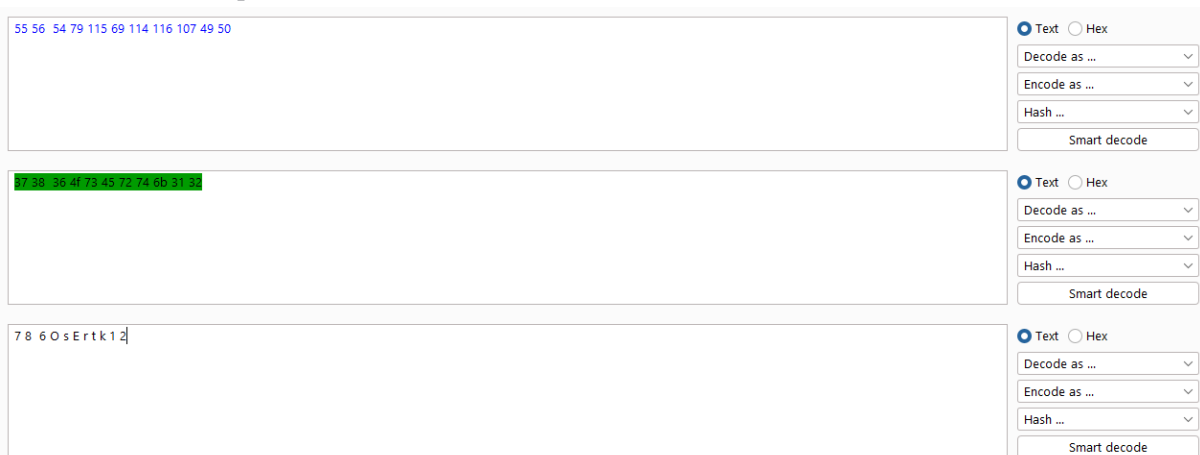 55 56  54 79 115 69 114 116 107 49 50
Text Hex
Decode as ...
Encode as ...
Hash ...
Smart decode
37 38  36 4f 73 45 72 74 6b 31 32
Text Hex
Decode as ...
Encode as ...
Hash ...
Smart decode
7 8  6 O s E r t k 1 2
Text Hex
Decode as ...
Encode as ...
Hash ...
Smart decode